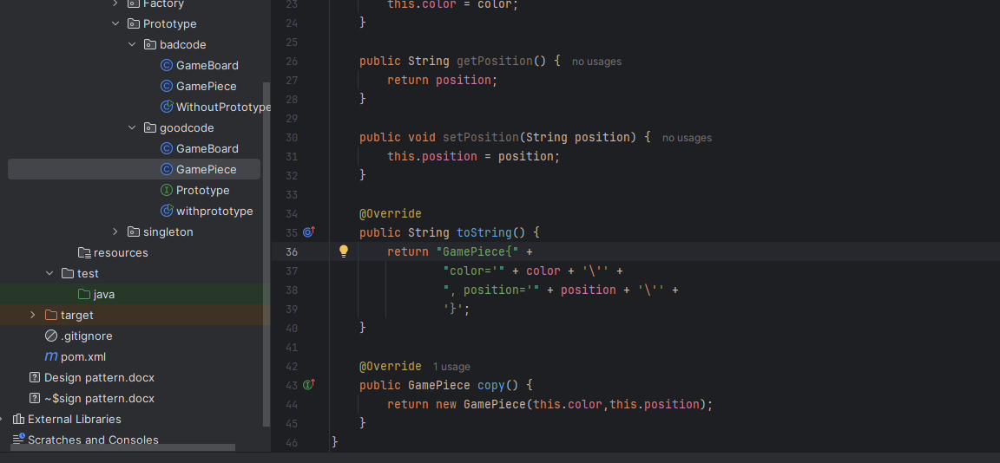 Factory
Prototype
badcode
GameBoard
GamePiece
WithoutPrototype
goodcode
GameBoard
GamePiece
Prototype
withprototype
singleton
resources
test
java
target
.gitignore
pom.xml
Design pattern.docx
~$sign pattern.docx
External Libraries
Scratches and Consoles
23 this.color = color;
24 }
25
26 public String getPosition() { no usages
27 return position;
28 }
29
30 public void setPosition(String position) { no usages
31 this.position = position;
32 }
33
34 @Override
35 public String toString() {
36 return "GamePiece{" +
37 "color='" + color + '\'' +
38 ", position='" + position + '\'' +
39 '}';
40 }
41
42 @Override 1 usage
43 public GamePiece copy() {
44 return new GamePiece(this.color,this.position);
45 }
46 }